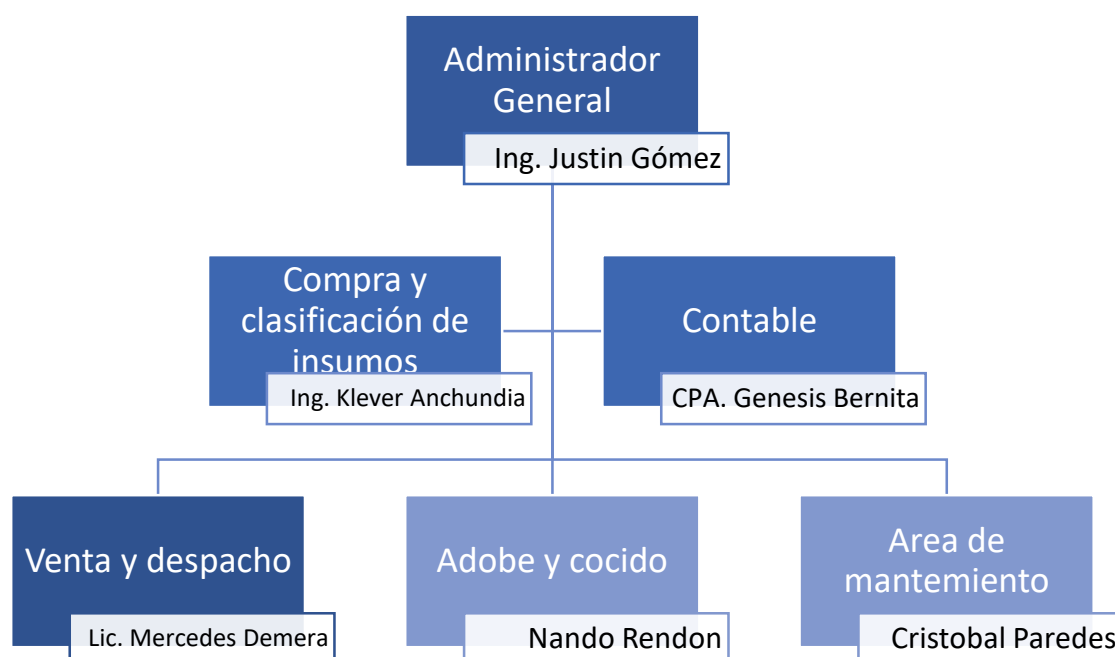 Administrador
General
Ing. Justin Gómez
Compra y
clasificación de
insumos
Ing. Klever Anchundia
Contable
CPA. Genesis Bernita
Venta y despacho
Lic. Mercedes Demera
Adobe y cocido
Nando Rendon
Area de
mantemiento
Cristobal Paredes